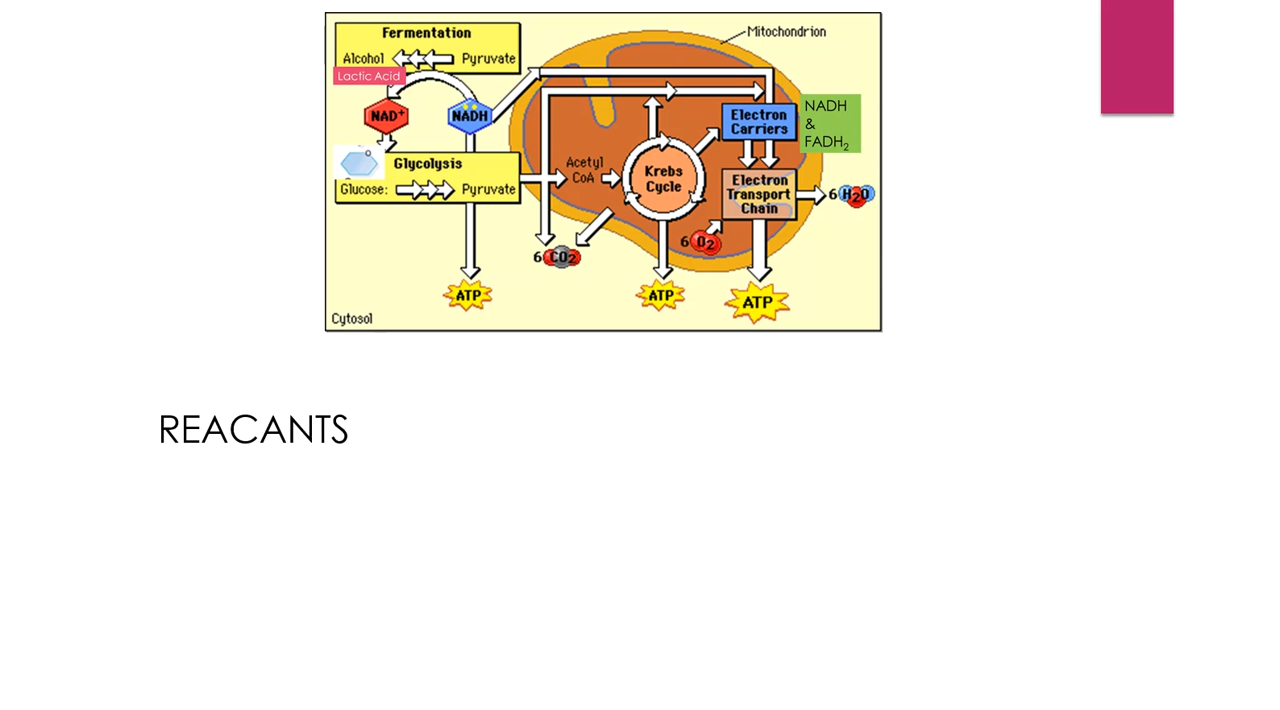 Fermentation
Alcohol Pyruvate
Lactic Acid
NAD+
NADH
Glycolysis
Glucose: Pyruvate
Mitochondrion
Acetyl
CoA
Krebs
Cycle
Electron
Carriers
NADH
&
FADH2
Electron
Transport
Chain
6 H2O
6 O2
6 CO2
ATP
ATP
ATP
Cytosol
REACANTS